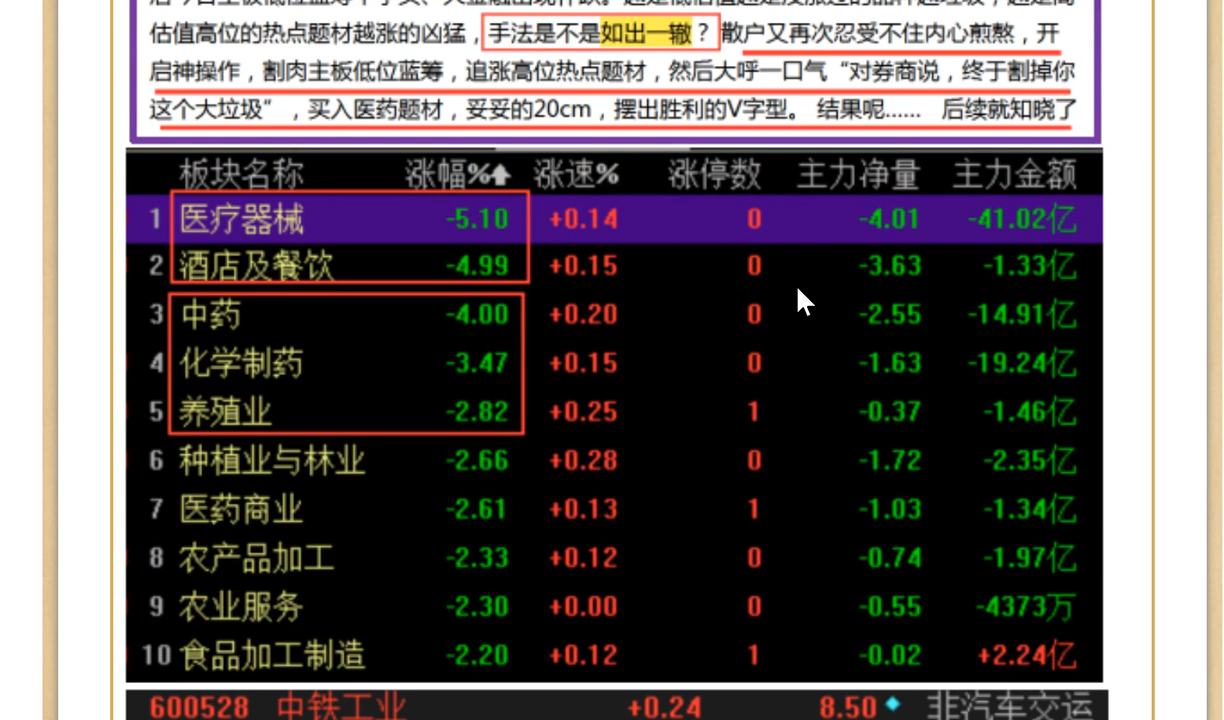 估值高位的热点题材越涨的凶猛，手法是不是如出一辙？散户又再次忍受不住内心煎熬，开
启神操作，割肉主板低位蓝筹，追涨高位热点题材，然后大呼一口气“对券商说，终于割掉你
这个大垃圾”，买入医药题材，妥妥的20cm，摆出胜利的V字型。 结果呢…… 后续就知晓了
板块名称 涨幅% 涨速% 涨停数 主力净量 主力金额
1 医疗器械 -5.10 +0.14 0 -4.01 -41.02亿
2 酒店及餐饮 -4.99 +0.15 0 -3.63 -1.33亿
3 中药 -4.00 +0.20 0 -2.55 -14.91亿
4 化学制药 -3.47 +0.15 0 -1.63 -19.24亿
5 养殖业 -2.82 +0.25 1 -0.37 -1.46亿
6 种植业与林业 -2.66 +0.28 0 -1.72 -2.35亿
7 医药商业 -2.61 +0.13 1 -1.03 -1.34亿
8 农产品加工 -2.33 +0.12 0 -0.74 -1.97亿
9 农业服务 -2.30 +0.00 0 -0.55 -4373万
10 食品加工制造 -2.20 +0.12 1 -0.02 +2.24亿
600528 中铁工业 +0.24 8.50 非汽车交运